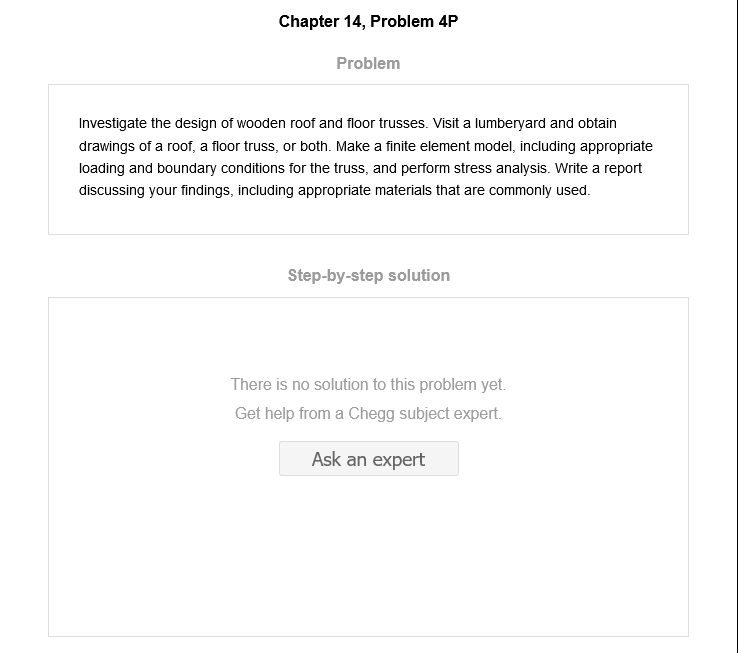 Chapter 14, Problem 4P
Problem
Investigate the design of wooden roof and floor trusses. Visit a lumberyard and obtain
drawings of a roof, a floor truss, or both. Make a finite element model, including appropriate
loading and boundary conditions for the truss, and perform stress analysis. Write a report
discussing your findings, including appropriate materials that are commonly used.
Step-by-step solution
There is no solution to this problem yet.
Get help from a Chegg subject expert.
Ask an expert